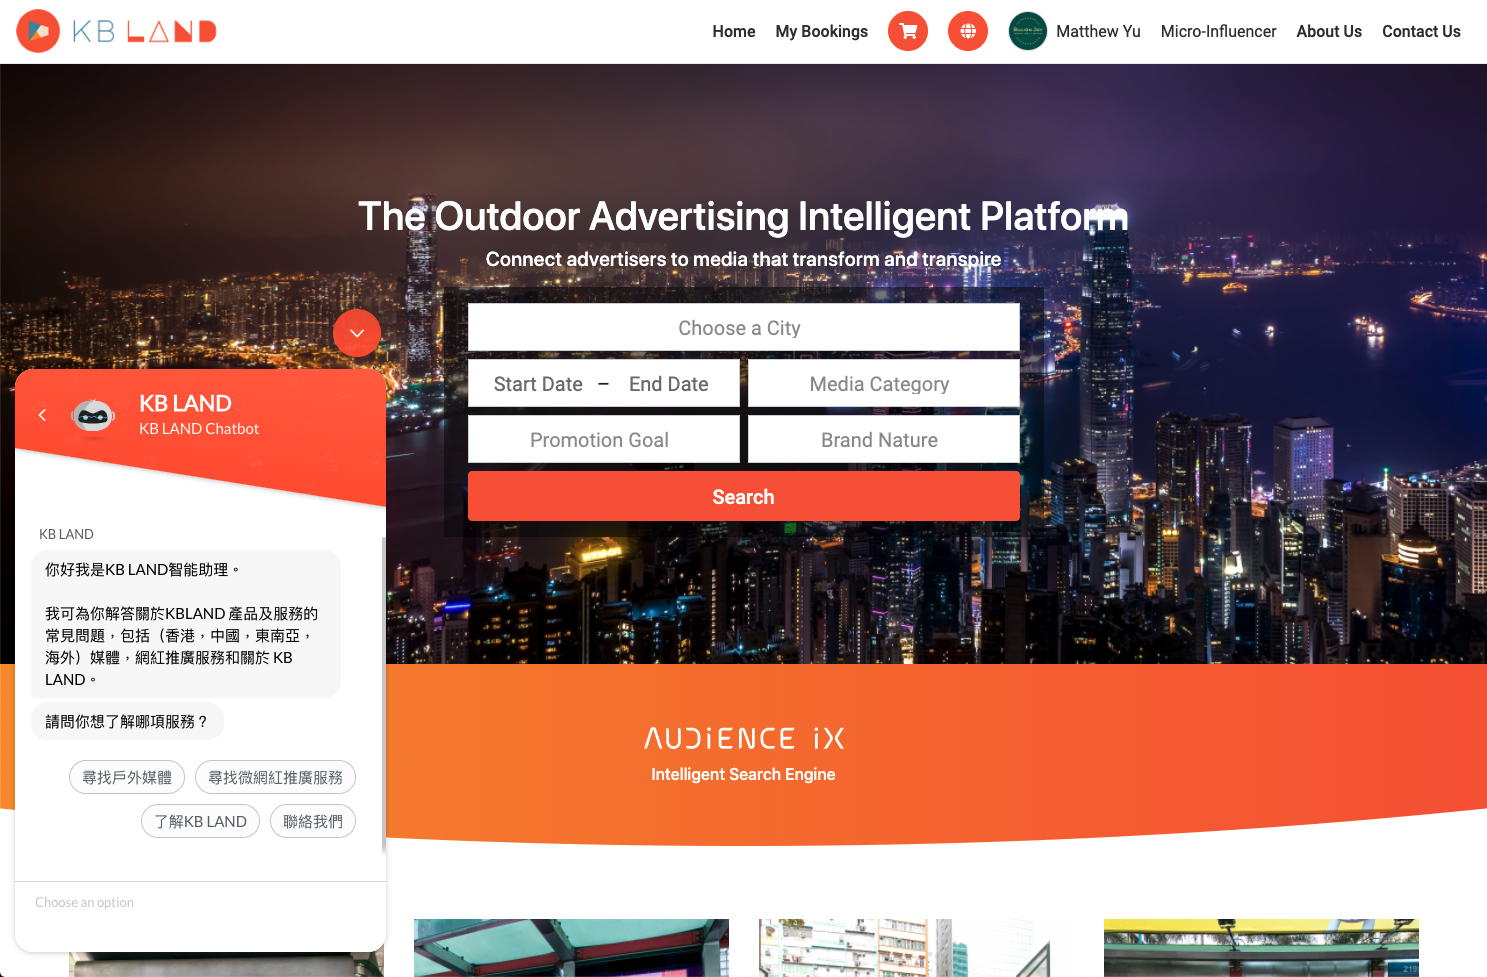 KB LAND
Home
My Bookings
Matthew Yu
Micro-Influencer
About Us
Contact Us
The Outdoor Advertising Intelligent Platform
Connect advertisers to media that transform and transpire
Choose a City
Start Date – End Date
Media Category
Promotion Goal
Brand Nature
Search
KB LAND
KB LAND Chatbot
KB LAND
你好我是KB LAND智能助理。
我可為你解答關於KBLAND 產品及服務的
常見問題，包括（香港，中國，東南亞，
海外）媒體，網紅推廣服務和關於 KB
LAND。
請問你想了解哪項服務？
尋找戶外媒體
尋找微網紅推廣服務
了解KB LAND
聯絡我們
Choose an option
AUDiENCE iX
Intelligent Search Engine